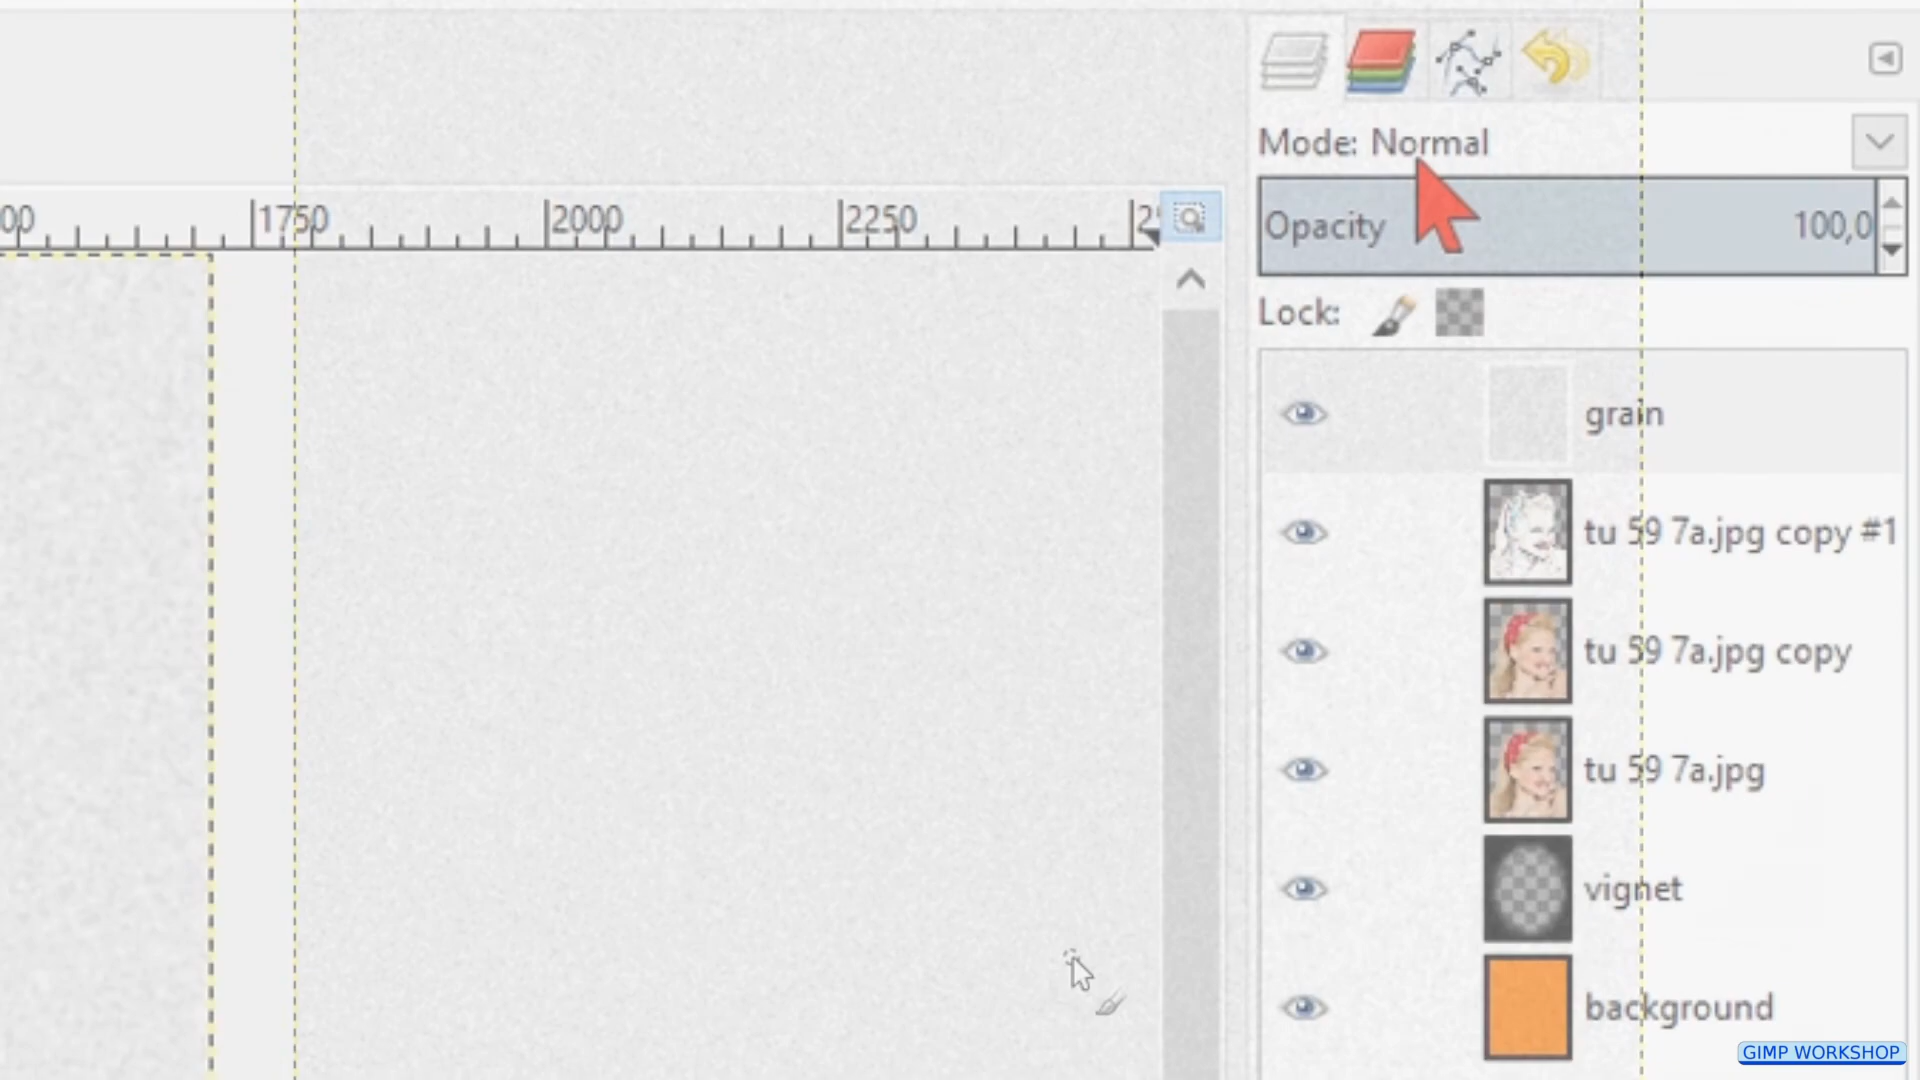 Mode: Normal
00 1750 2000 2250
Opacity 100,0
Lock:
grain
tu 59 7a.jpg copy #1
tu 59 7a.jpg copy
tu 59 7a.jpg
vignet
background
GIMP WORKSHOP